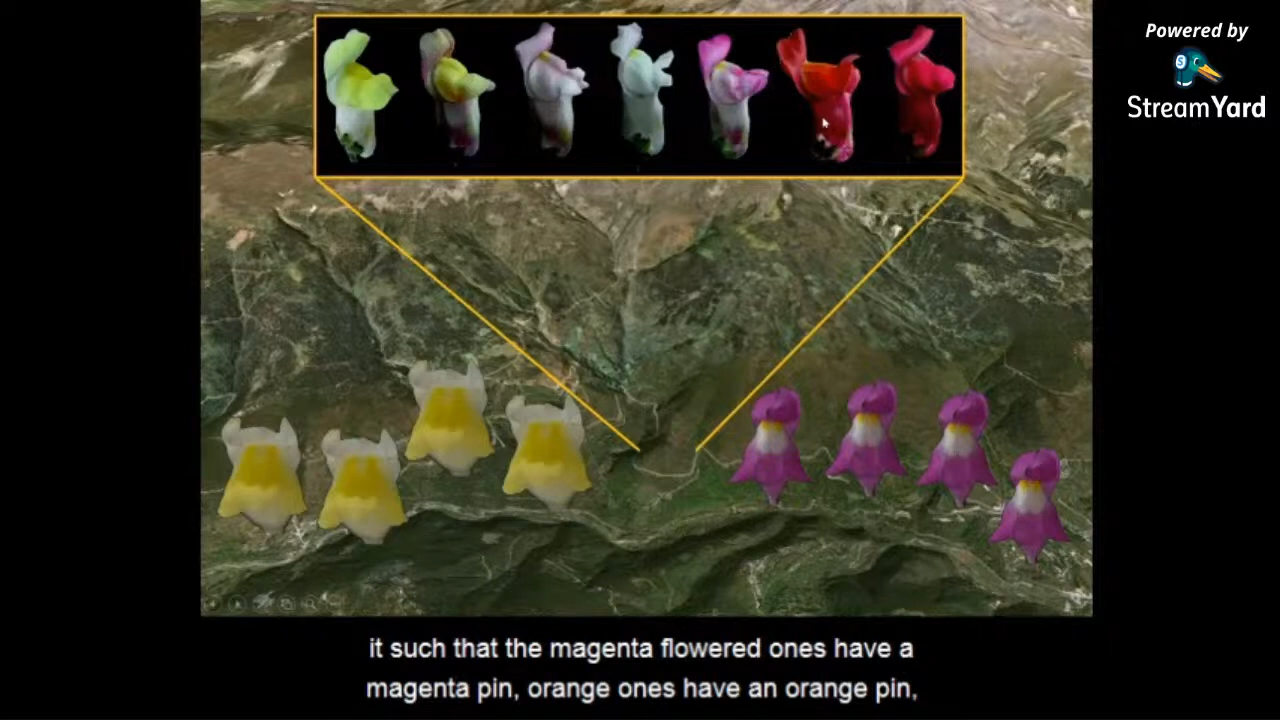 Powered by
StreamYard
it such that the magenta flowered ones have a
magenta pin, orange ones have an orange pin,